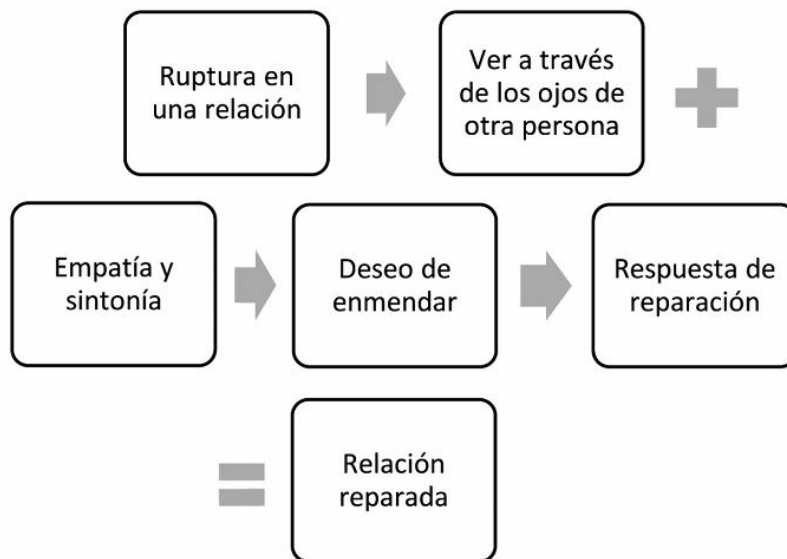 Ruptura en
una relación
Ver a través
de los ojos de
otra persona
Empatía y
sintonía
Deseo de
enmendar
Respuesta de
reparación
Relación
reparada